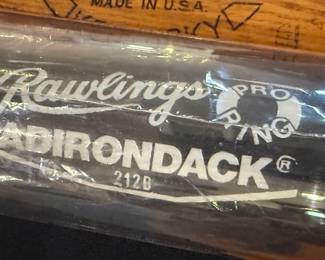 MADE IN U.S.A.
Rawlings
PRO
RING
ADIRONDACK®
212B